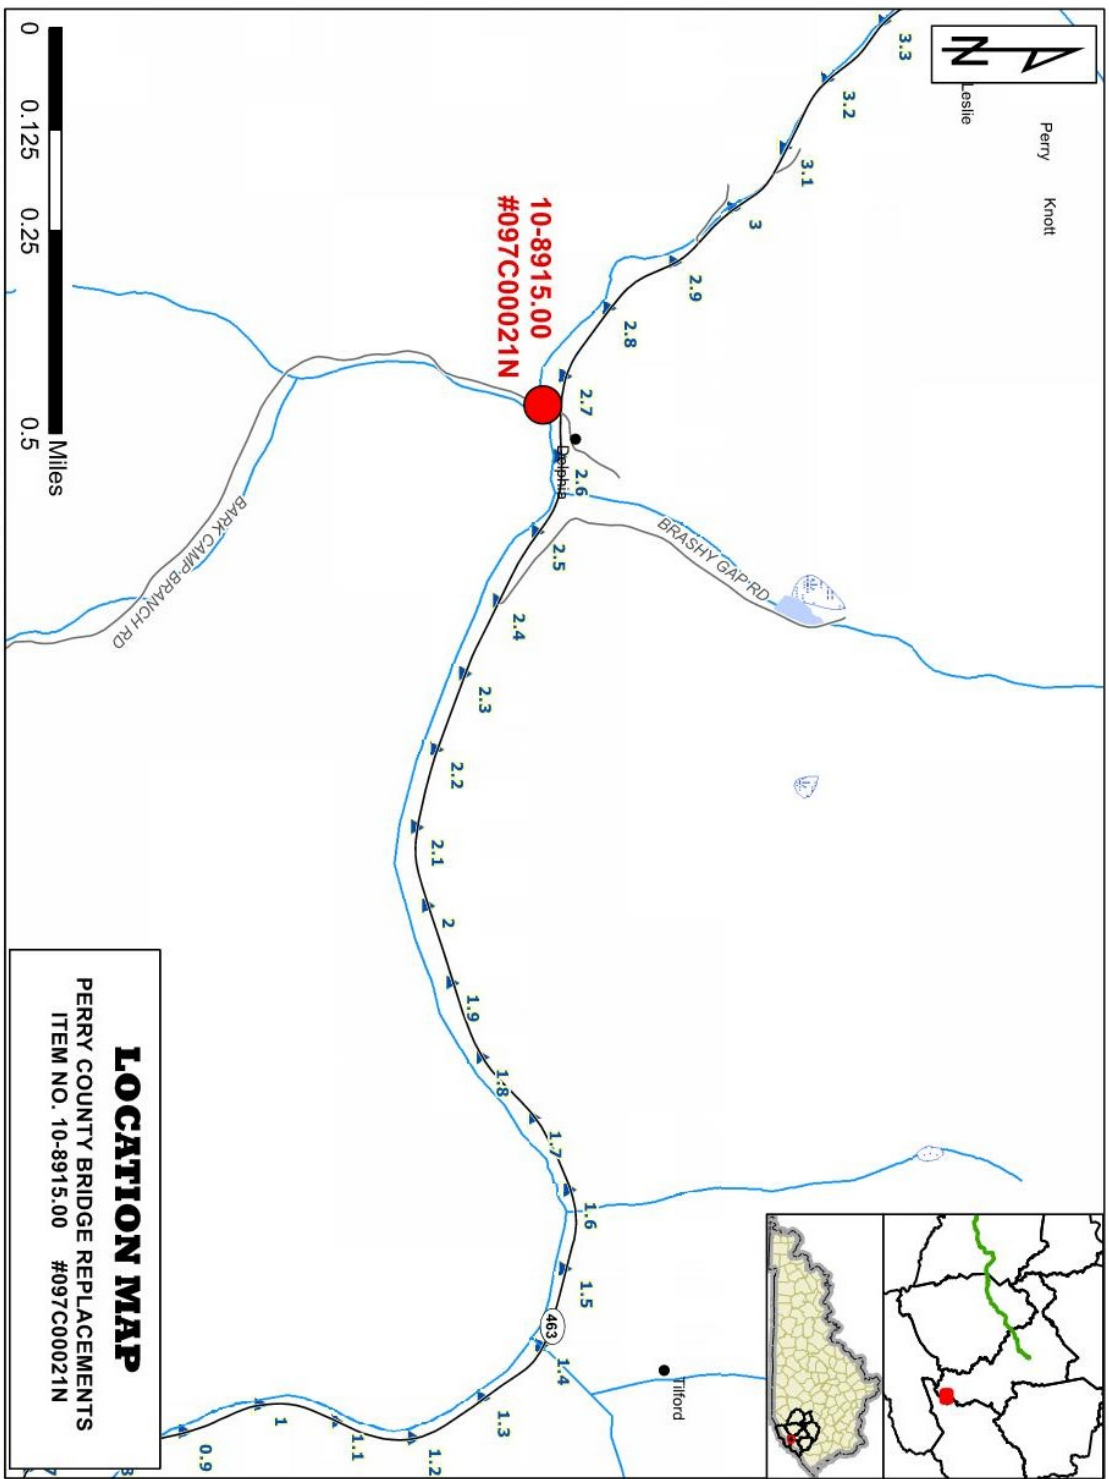 N
Leslie
Perry
Knott
3.3
3.2
3.1
3
2.9
2.8
2.7
2.6
2.5
2.4
2.3
2.2
2.1
2
1.9
1.8
1.7
1.6
1.5
1.4
1.3
1.2
1.1
1
0.9
10-8915.00
#097C00021N
Delphia
BRASHY GAP RD
BARK CAMP BRANCH RD
463
Tilford
0 0.125 0.25 0.5
Miles
LOCATION MAP
PERRY COUNTY BRIDGE REPLACEMENTS
ITEM NO. 10-8915.00 #097C00021N